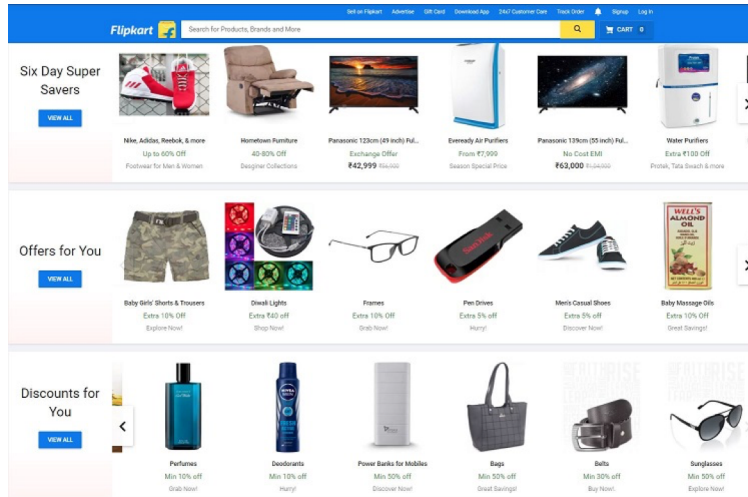 Sell on Flipkart Advertise Gift Card Download App 24x7 Customer Care Track Order Signup Log In
Flipkart Search for Products, Brands and More CART 0
Six Day Super
Savers
VIEW ALL
Nike, Adidas, Reebok, & more
Up to 60% Off
Footwear for Men & Women
Hometown Furniture
40-80% Off
Desginer Collections
Panasonic 123cm (49 inch) Ful...
Exchange Offer
₹42,999
Eveready Air Purifiers
From ₹7,999
Season Special Price
Panasonic 139cm (55 inch) Ful...
No Cost EMI
₹63,000
Water Purifiers
Extra ₹100 Off
Protek, Tata Swach & more
Offers for You
VIEW ALL
Baby Girls' Shorts & Trousers
Extra 10% Off
Explore Now!
Diwali Lights
Extra ₹40 off
Shop Now!
Frames
Extra 10% Off
Grab Now!
SanDisk
Pen Drives
Extra 5% off
Hurry!
Men's Casual Shoes
Extra 5% off
Discover Now!
WELL'S
ALMOND
OIL
Baby Massage Oils
Extra 10% Off
Great Savings!
Discounts for
You
VIEW ALL
Perfumes
Min 10% off
Grab Now!
NIVEA
Deodorants
Min 10% off
Hurry!
Power Banks for Mobiles
Min 50% off
Discover Now!
Bags
Min 50% off
Great Savings!
Belts
Min 30% off
Buy Now!
Sunglasses
Min 50% off
Explore Now!